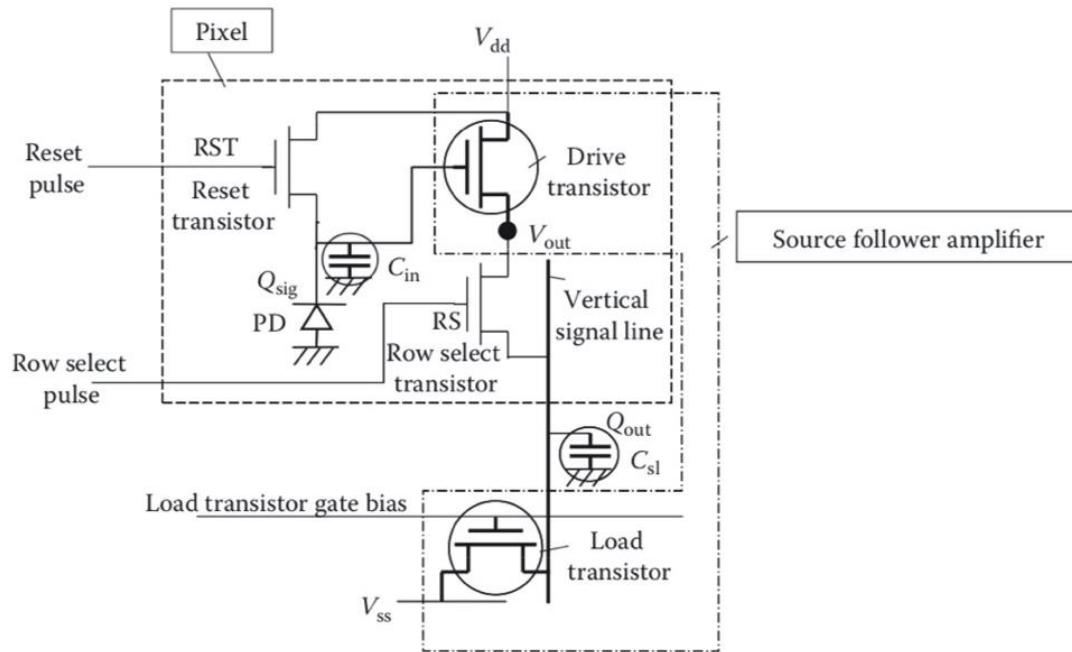 Pixel
V_dd
Reset
pulse
RST
Reset
transistor
Drive
transistor
V_out
Source follower amplifier
Q_sig
C_in
PD
RS
Vertical
signal line
Row select
transistor
Row select
pulse
Q_out
C_sl
Load transistor gate bias
Load
transistor
V_ss